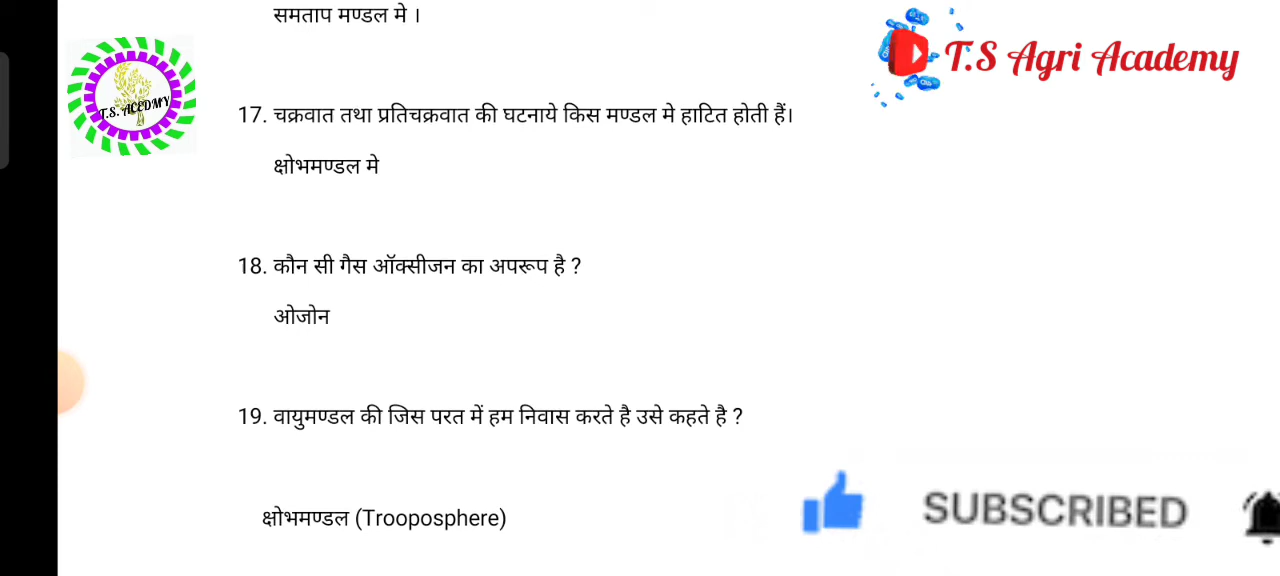 समताप मण्डल मे ।
T.S Agri Academy
T.S. ACEDMY
17. चक्रवात तथा प्रतिचक्रवात की घटनाये किस मण्डल मे हाटित होती हैं।
क्षोभमण्डल मे
18. कौन सी गैस ऑक्सीजन का अपरूप है ?
ओजोन
19. वायुमण्डल की जिस परत में हम निवास करते है उसे कहते है ?
क्षोभमण्डल (Trooposphere)
SUBSCRIBED